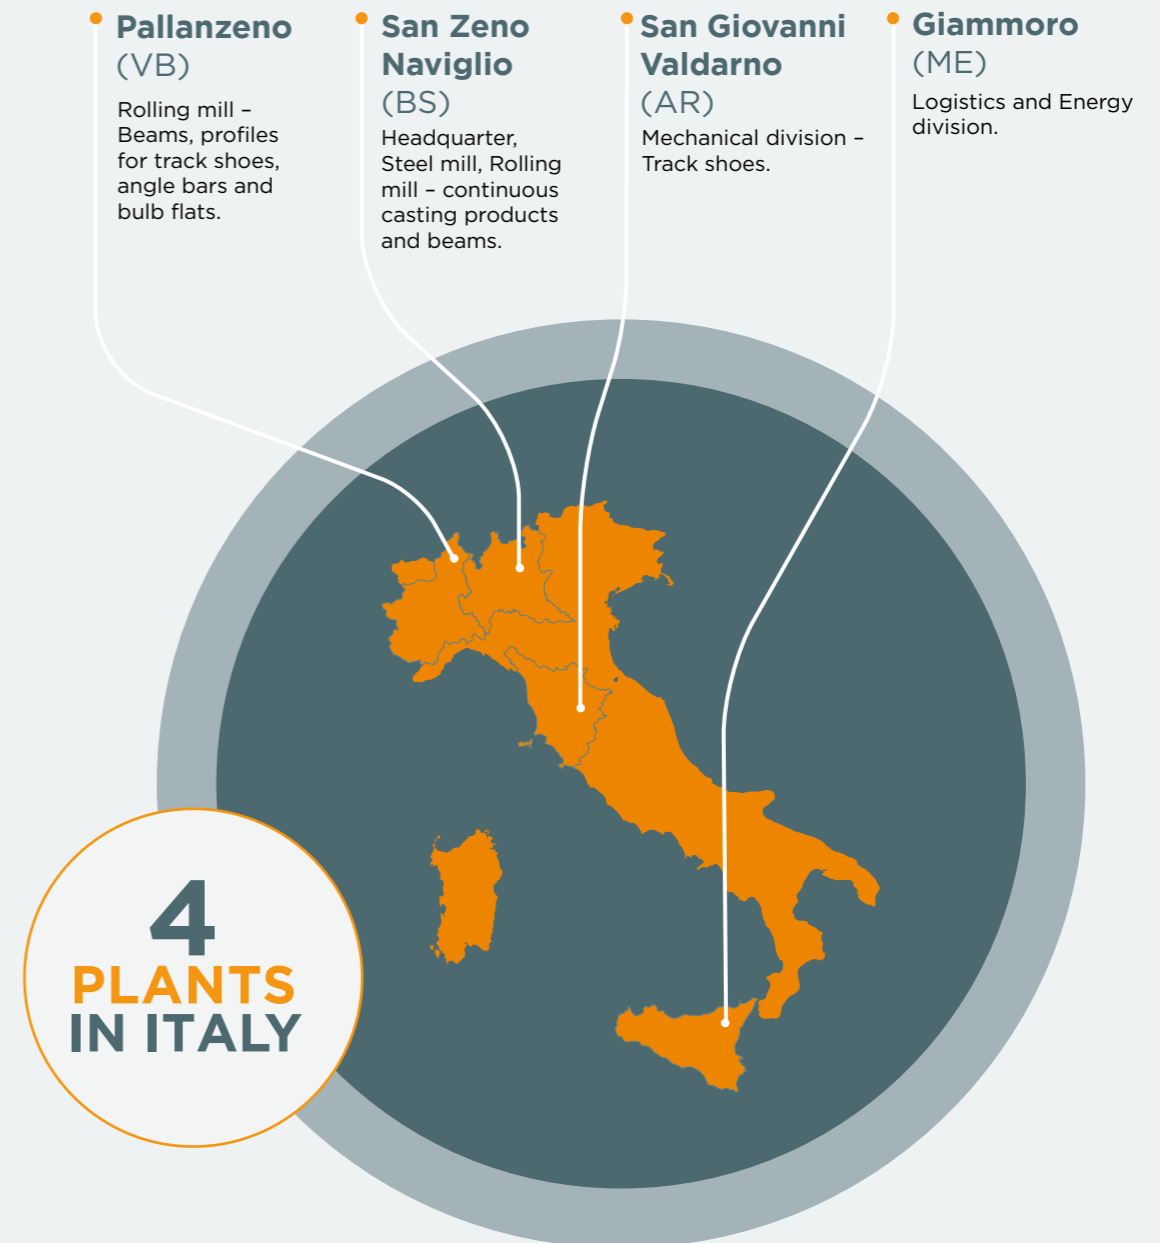 Pallanzeno
(VB)
Rolling mill –
Beams, profiles
for track shoes,
angle bars and
bulb flats.
San Zeno
Naviglio
(BS)
Headquarter,
Steel mill, Rolling
mill – continuous
casting products
and beams.
San Giovanni
Valdarno
(AR)
Mechanical division –
Track shoes.
Giammoro
(ME)
Logistics and Energy
division.
4
PLANTS
IN ITALY